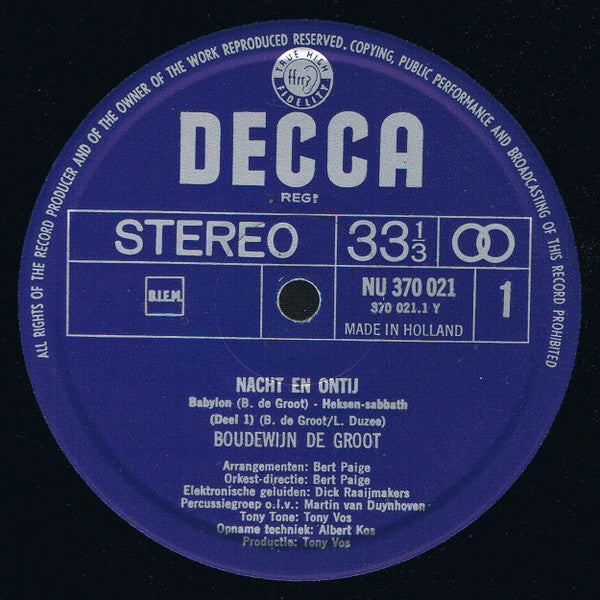 ALL RIGHTS OF THE RECORD PRODUCER AND OF THE OWNER OF THE WORK REPRODUCED RESERVED. COPYING, PUBLIC PERFORMANCE AND BROADCASTING OF THIS RECORD PROHIBITED
TRUE HIGH
ffrr
FIDELITY
DECCA
REGD
STEREO 33 1/3
B.I.E.M. NU 370 021 1
370 021.1 Y
MADE IN HOLLAND
NACHT EN ONTIJ
Babylon (B. de Groot) - Heksen-sabbath
(Deel 1) (B. de Groot/L. Duzee)
BOUDEWIJN DE GROOT
Arrangementen: Bert Paige
Orkest-directie: Bert Paige
Elektronische geluiden: Dick Raaijmakers
Percussiegroep o.l.v.: Martin van Duynhoven
Tony Tone: Tony Vos
Opname techniek: Albert Kos
Productie: Tony Vos